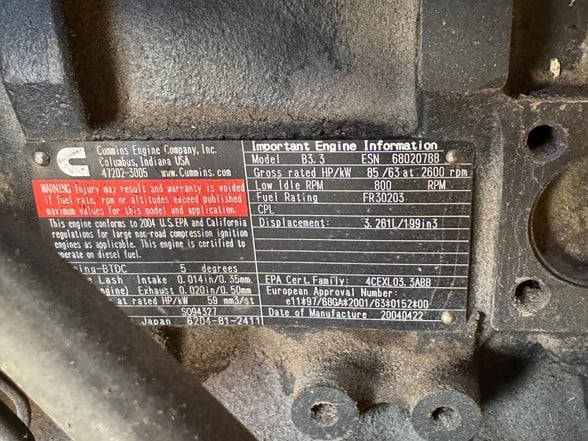 Cummins Engine Company, Inc.
Columbus, Indiana USA
47202-3005 www.Cummins.com
WARNING: Injury may result and warranty is voided
if fuel rate, rpm or altitudes exceed published
maximum values for this model and application.
This engine conforms to 2004 U.S.EPA and California
regulations for large non-road compression ignition
engines as applicable. This engine is certified to
operate on diesel fuel.
BTDC 5 degrees
Lash Intake 0.014in/0.35mm
Exhaust 0.020in/0.50mm
at rated HP/kW 59 mm3/st
SO94327
Japan 6204-81-2411
Important Engine Information
Model B3.3 ESN 68020788
Gross rated HP/kW 85/63 at 2600 rpm
Low Idle RPM 800 RPM
Fuel Rating FR30203
CPL
Displacement: 3.261L/199in3
EPA Cert. Family: 4CEXL03.3ABB
European Approval Number:
e11*97/68GA*2001/63*0152*00
Date of Manufacture 20040422